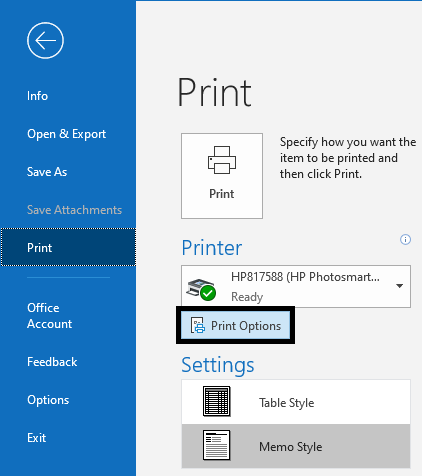 Info
Open & Export
Save As
Save Attachments
Print
Office
Account
Feedback
Options
Exit
Print
Print
Specify how you want the
item to be printed and
then click Print.
Printer
HP817588 (HP Photosmart...
Ready
Print Options
Settings
Table Style
Memo Style